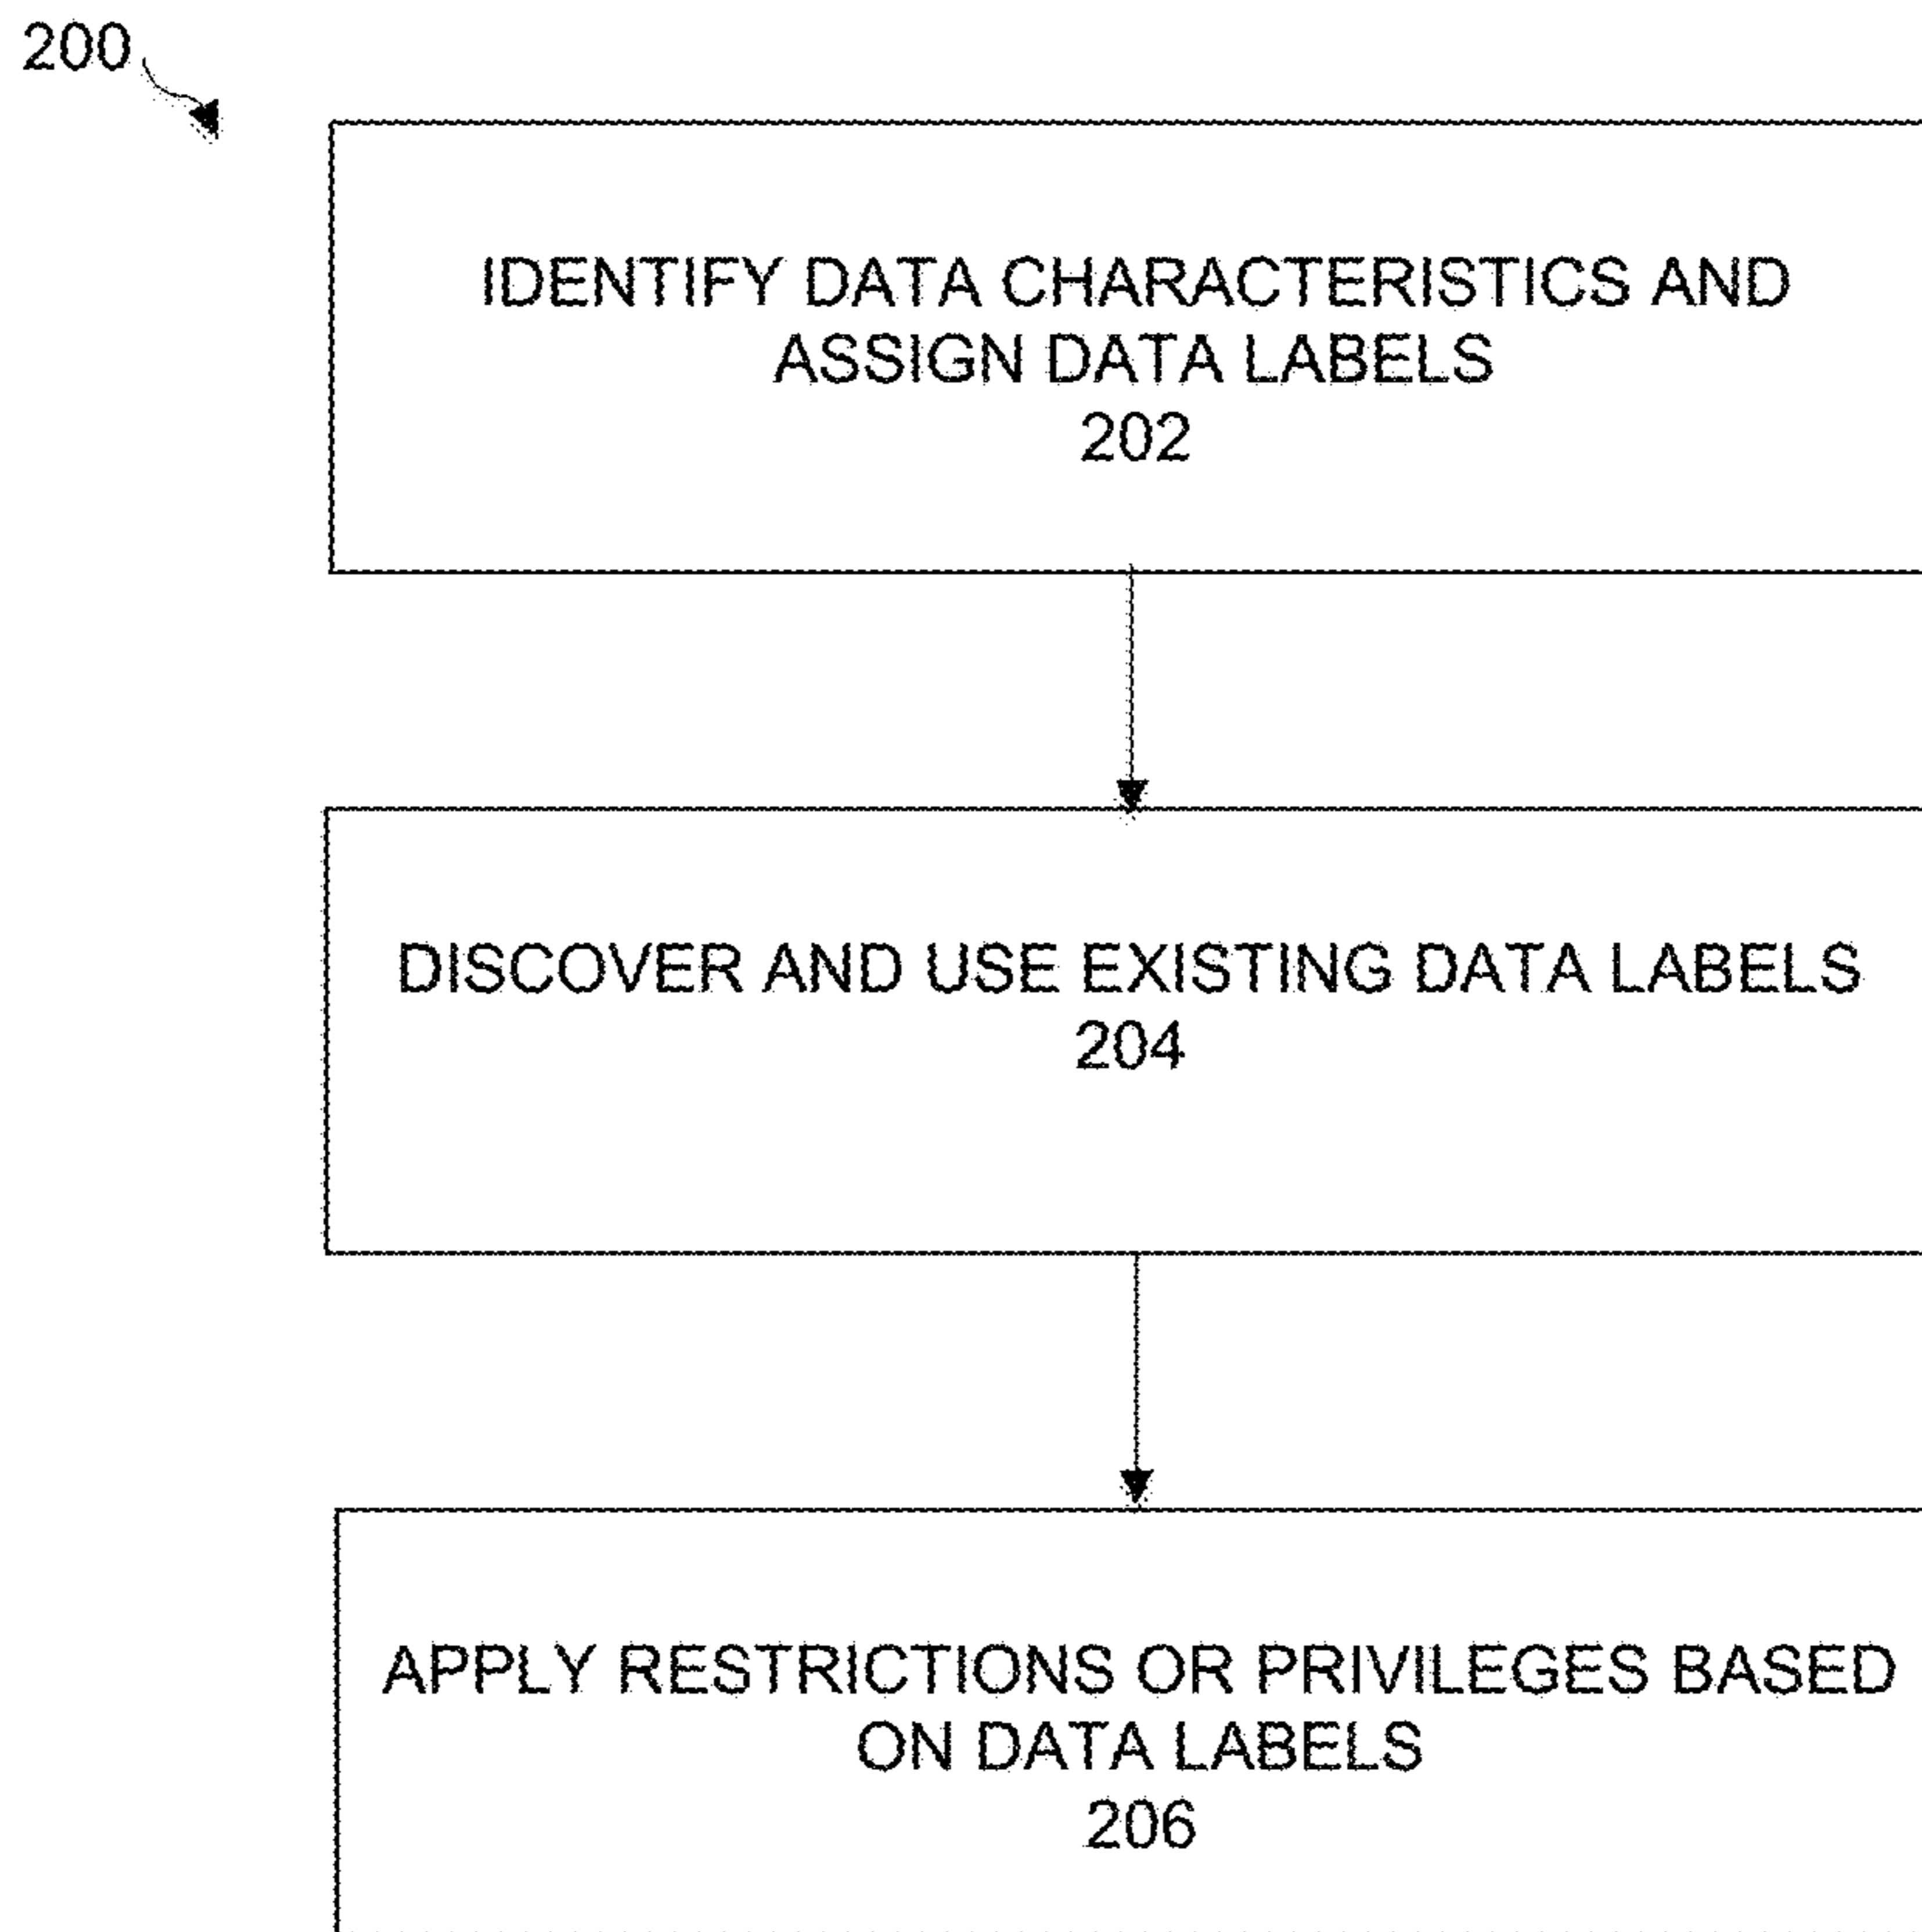 200
IDENTIFY DATA CHARACTERISTICS AND
ASSIGN DATA LABELS
202
DISCOVER AND USE EXISTING DATA LABELS
204
APPLY RESTRICTIONS OR PRIVILEGES BASED
ON DATA LABELS
206